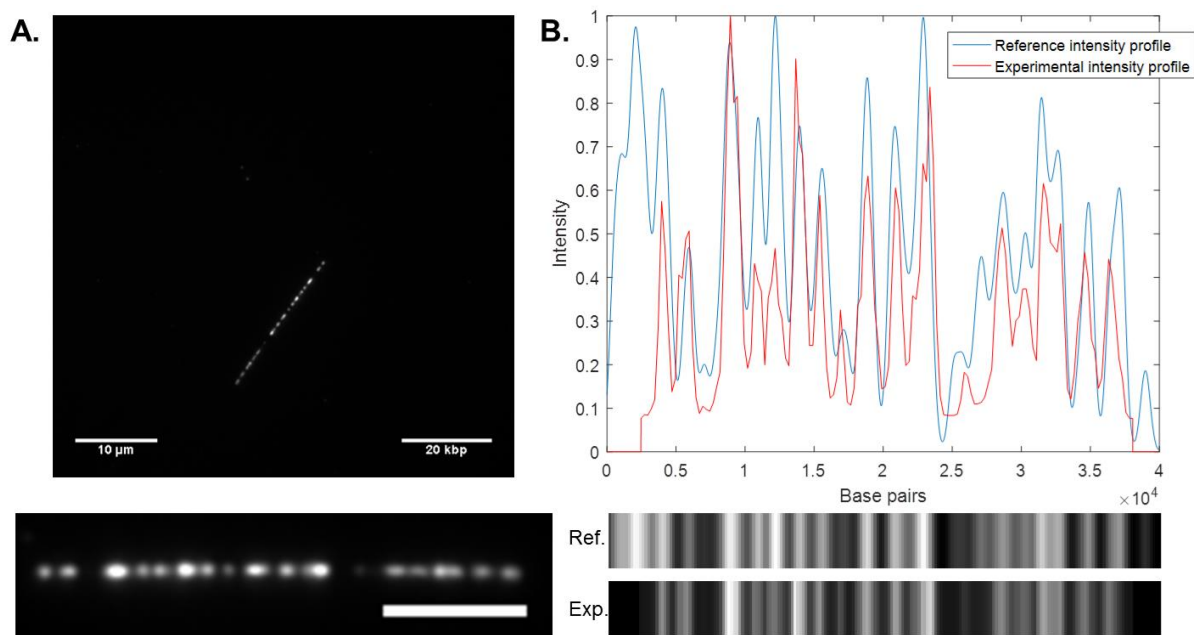 A.
10 µm
20 kbp
B.
1
0.9
0.8
0.7
0.6
0.5
0.4
0.3
0.2
0.1
0
Intensity
Reference intensity profile
Experimental intensity profile
0 0.5 1 1.5 2 2.5 3 3.5 4
Base pairs
×10⁴
Ref.
Exp.